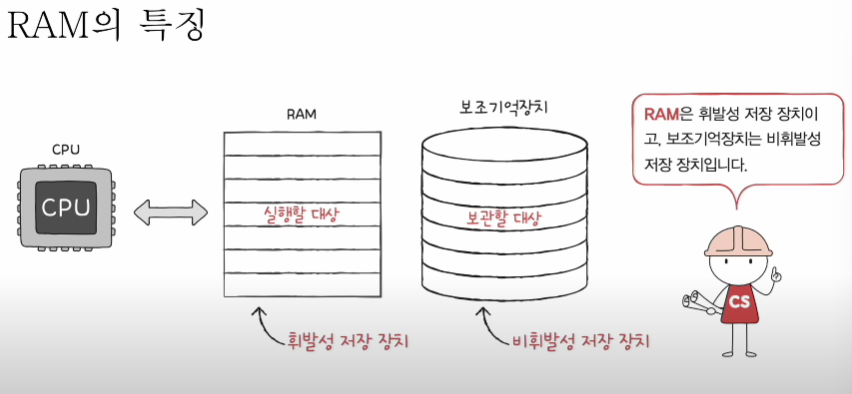 RAM의 특징
CPU
CPU
RAM
실행할 대상
휘발성 저장 장치
보조기억장치
보관할 대상
비휘발성 저장 장치
RAM은 휘발성 저장 장치이
고, 보조기억장치는 비휘발성
저장 장치입니다.
CS